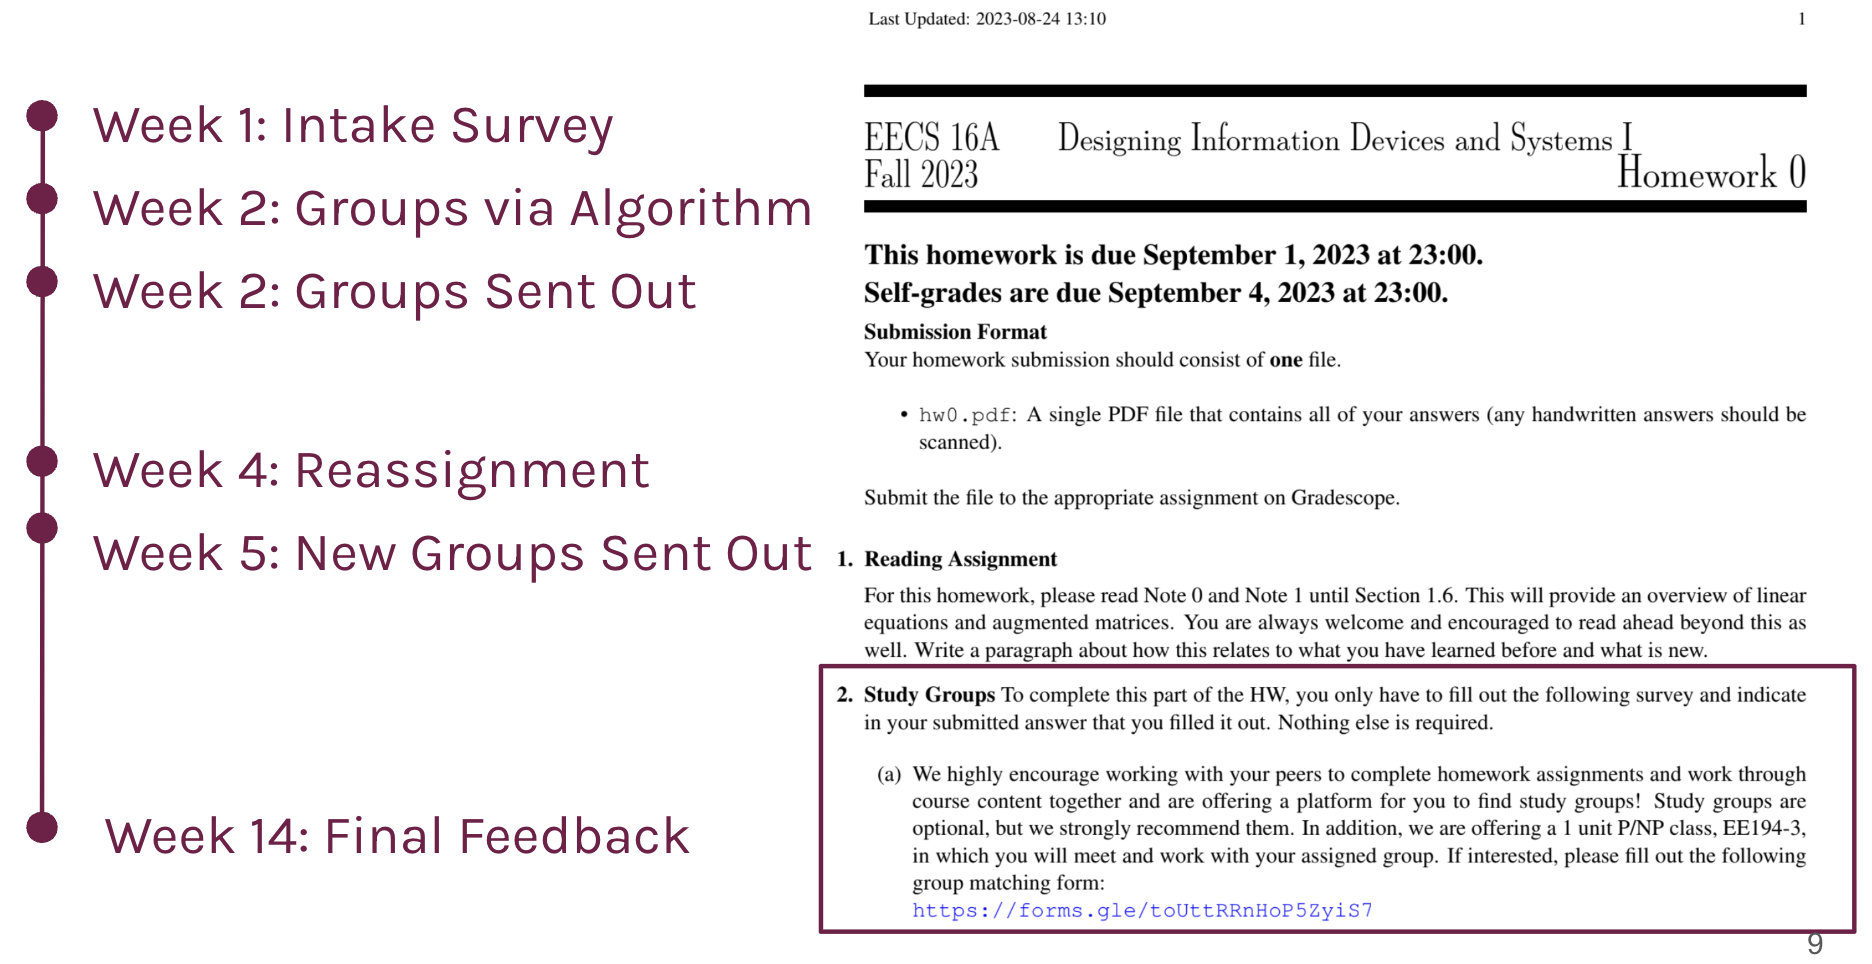 Week 1: Intake Survey
Week 2: Groups via Algorithm
Week 2: Groups Sent Out
Week 4: Reassignment
Week 5: New Groups Sent Out
Week 14: Final Feedback
Last Updated: 2023-08-24 13:10 1
EECS 16A Designing Information Devices and Systems I
Fall 2023 Homework 0
This homework is due September 1, 2023 at 23:00.
Self-grades are due September 4, 2023 at 23:00.
Submission Format
Your homework submission should consist of one file.
• hw0.pdf: A single PDF file that contains all of your answers (any handwritten answers should be
scanned).
Submit the file to the appropriate assignment on Gradescope.
1. Reading Assignment
For this homework, please read Note 0 and Note 1 until Section 1.6. This will provide an overview of linear
equations and augmented matrices. You are always welcome and encouraged to read ahead beyond this as
well. Write a paragraph about how this relates to what you have learned before and what is new.
2. Study Groups To complete this part of the HW, you only have to fill out the following survey and indicate
in your submitted answer that you filled it out. Nothing else is required.
(a) We highly encourage working with your peers to complete homework assignments and work through
course content together and are offering a platform for you to find study groups! Study groups are
optional, but we strongly recommend them. In addition, we are offering a 1 unit P/NP class, EE194-3,
in which you will meet and work with your assigned group. If interested, please fill out the following
group matching form:
https://forms.gle/toUttRRnHoP5ZyiS7
9